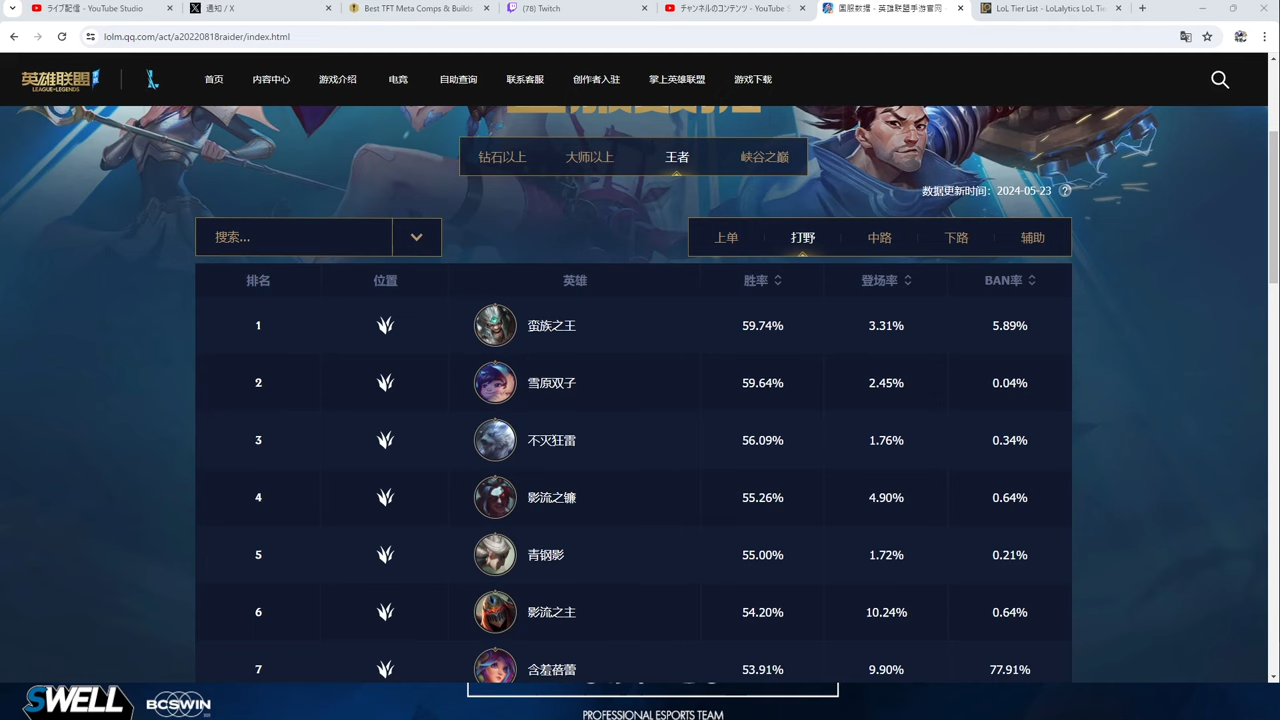 ライブ配信 - YouTube Studio
通知 / X
Best TFT Meta Comps & Builds
(78) Twitch
チャンネルのコンテンツ - YouTube S
国服数据 - 英雄联盟手游官网
LoL Tier List - LoLalytics LoL Tie
lolm.qq.com/act/a20220818raider/index.html
英雄联盟
LEAGUE of LEGENDS
首页
内容中心
游戏介绍
电竞
自助查询
联系客服
创作者入驻
掌上英雄联盟
游戏下载
钻石以上
大师以上
王者
峡谷之巅
数据更新时间：2024-05-23 ?
搜索...
上单
打野
中路
下路
辅助
排名 位置 英雄 胜率 登场率 BAN率
1 蛮族之王 59.74% 3.31% 5.89%
2 雪原双子 59.64% 2.45% 0.04%
3 不灭狂雷 56.09% 1.76% 0.34%
4 影流之镰 55.26% 4.90% 0.64%
5 青钢影 55.00% 1.72% 0.21%
6 影流之主 54.20% 10.24% 0.64%
7 含羞蓓蕾 53.91% 9.90% 77.91%
SWELL
BCSWIN
PROFESSIONAL ESPORTS TEAM